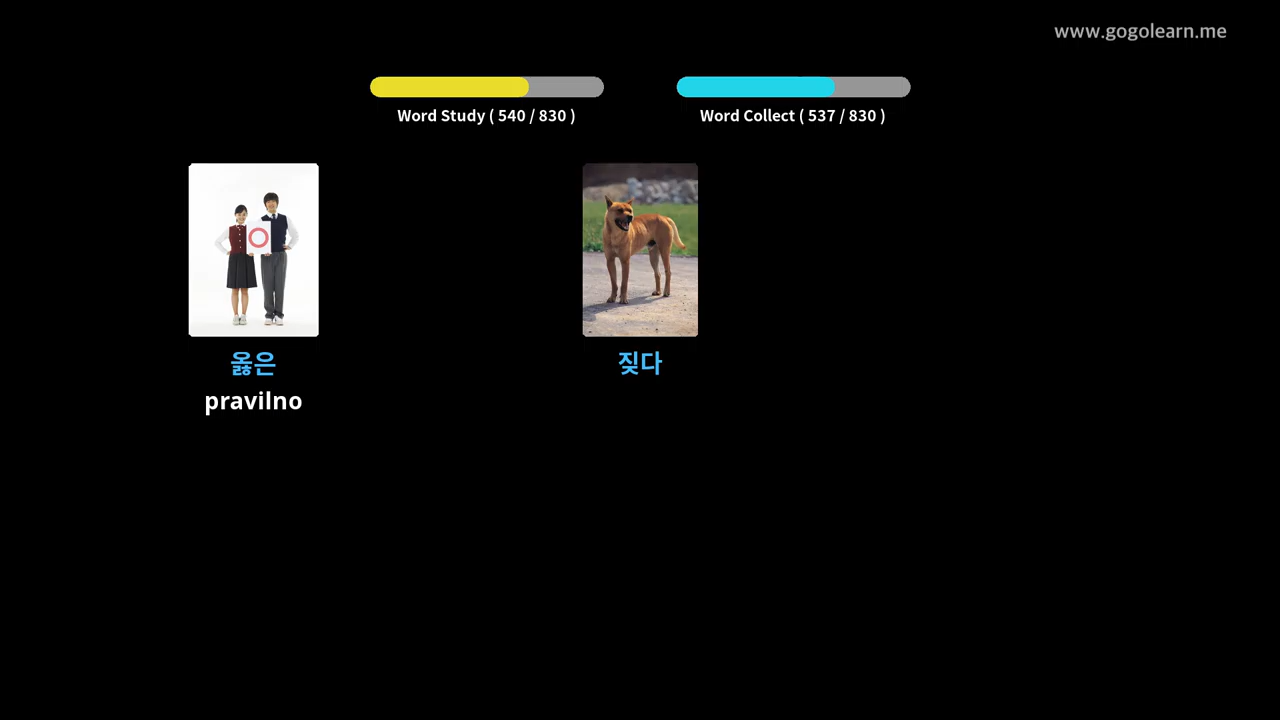 www.gogolearn.me
Word Study ( 540 / 830 )
Word Collect ( 537 / 830 )
옳은
pravilno
짖다